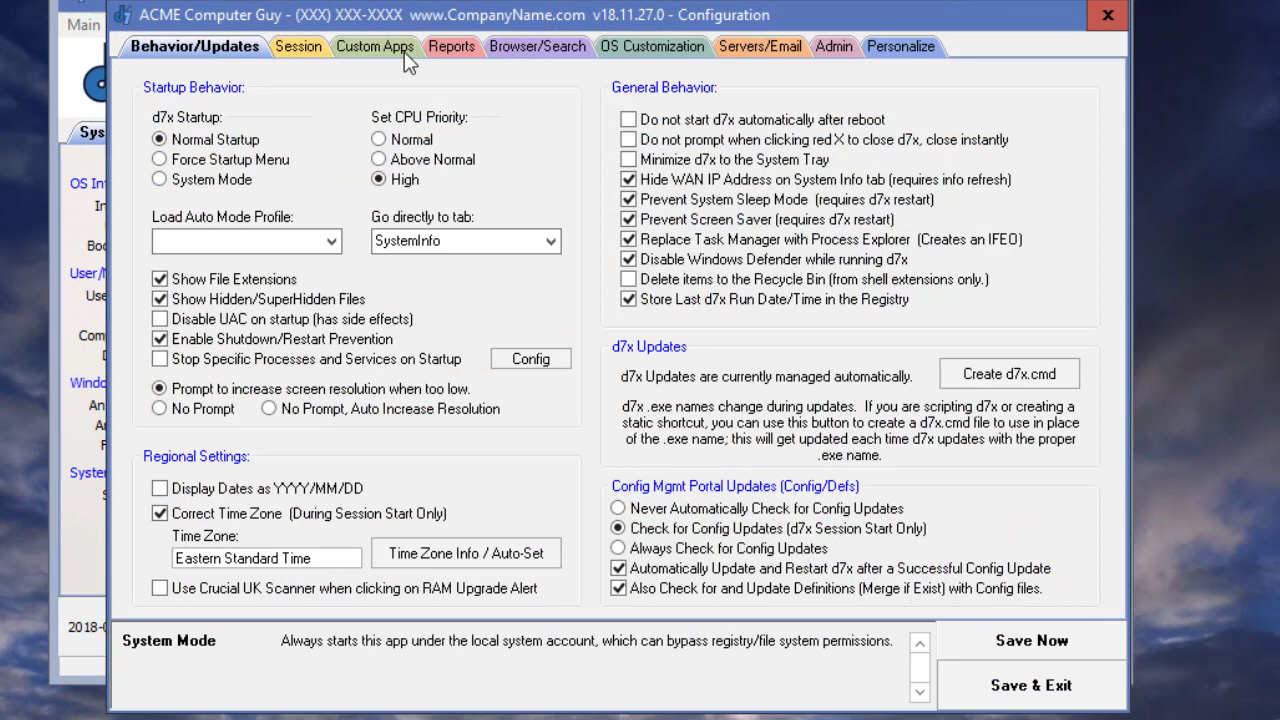 ACME Computer Guy - (XXX) XXX-XXXX www.CompanyName.com v18.11.27.0 - Configuration
Main
Behavior/Updates Session Custom Apps Reports Browser/Search OS Customization Servers/Email Admin Personalize
Startup Behavior:
d7x Startup:
Normal Startup
Force Startup Menu
System Mode
Set CPU Priority:
Normal
Above Normal
High
Load Auto Mode Profile:
Go directly to tab:
SystemInfo
Show File Extensions
Show Hidden/SuperHidden Files
Disable UAC on startup (has side effects)
Enable Shutdown/Restart Prevention
Stop Specific Processes and Services on Startup
Config
Prompt to increase screen resolution when too low.
No Prompt
No Prompt, Auto Increase Resolution
Regional Settings:
Display Dates as YYYY/MM/DD
Correct Time Zone (During Session Start Only)
Time Zone:
Eastern Standard Time
Time Zone Info / Auto-Set
Use Crucial UK Scanner when clicking on RAM Upgrade Alert
General Behavior:
Do not start d7x automatically after reboot
Do not prompt when clicking red X to close d7x, close instantly
Minimize d7x to the System Tray
Hide WAN IP Address on System Info tab (requires info refresh)
Prevent System Sleep Mode (requires d7x restart)
Prevent Screen Saver (requires d7x restart)
Replace Task Manager with Process Explorer (Creates an IFEO)
Disable Windows Defender while running d7x
Delete items to the Recycle Bin (from shell extensions only.)
Store Last d7x Run Date/Time in the Registry
d7x Updates
d7x Updates are currently managed automatically.
Create d7x.cmd
d7x .exe names change during updates. If you are scripting d7x or creating a
static shortcut, you can use this button to create a d7x.cmd file to use in place
of the .exe name; this will get updated each time d7x updates with the proper
.exe name.
Config Mgmt Portal Updates (Config/Defs)
Never Automatically Check for Config Updates
Check for Config Updates (d7x Session Start Only)
Always Check for Config Updates
Automatically Update and Restart d7x after a Successful Config Update
Also Check for and Update Definitions (Merge if Exist) with Config files.
System Mode
Always starts this app under the local system account, which can bypass registry/file system permissions.
Save Now
Save & Exit